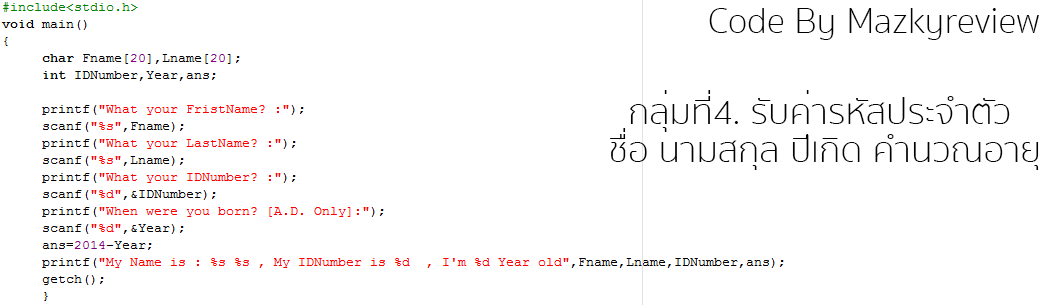 #include<stdio.h>
void main()
{
char Fname[20],Lname[20];
int IDNumber,Year,ans;
printf("What your FristName? :");
scanf("%s",Fname);
printf("What your LastName? :");
scanf("%s",Lname);
printf("What your IDNumber? :");
scanf("%d",&IDNumber);
printf("When were you born? [A.D. Only]:");
scanf("%d",&Year);
ans=2014-Year;
printf("My Name is : %s %s , My IDNumber is %d  , I'm %d Year old",Fname,Lname,IDNumber,ans);
getch();
}
Code By Mazkyreview
กลุ่มที่4. รับค่ารหัสประจำตัว
ชื่อ นามสกุล ปีเกิด คำนวณอายุ